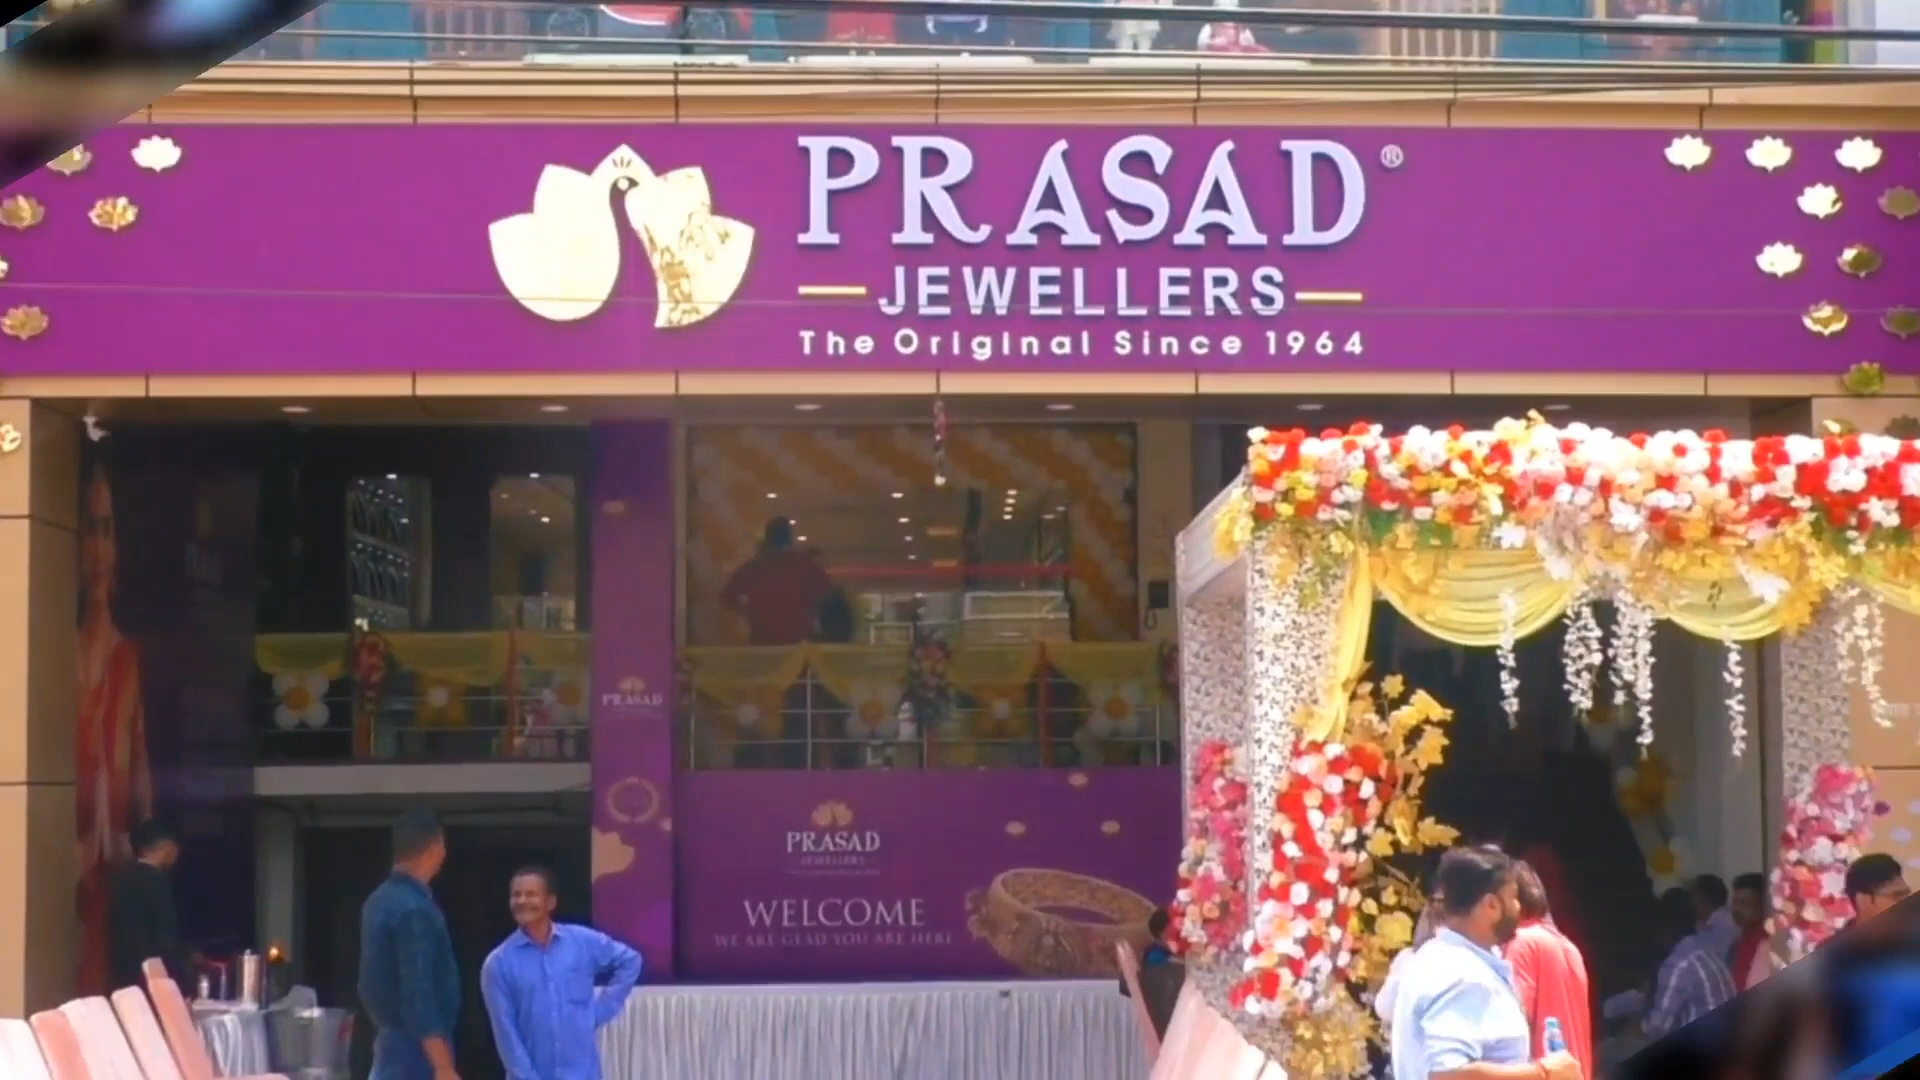 PRASAD®
JEWELLERS
The Original Since 1964
PRASAD
PRASAD
JEWELLERS
WELCOME
WE ARE GLAD YOU ARE HERE